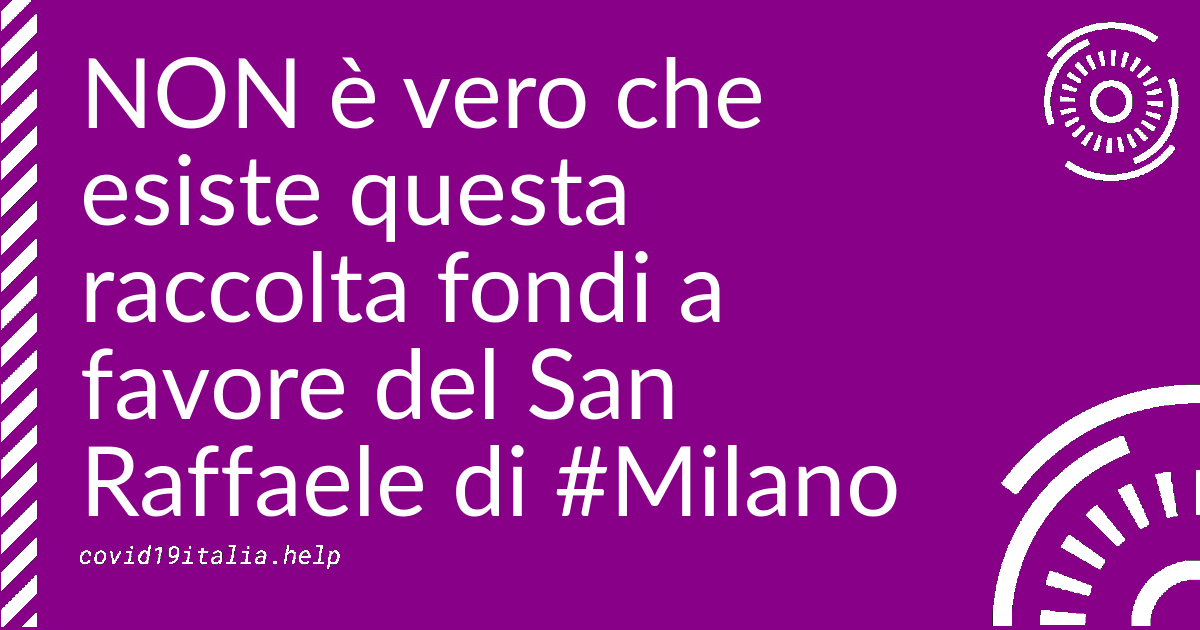 NON è vero che
esiste questa
raccolta fondi a
favore del San
Raffaele di #Milano
covid19italia.help